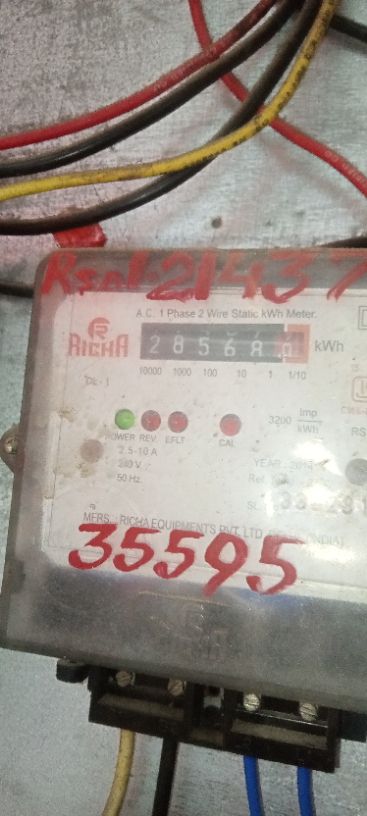 21437
A.C. 1 Phase 2 Wire Static kWh Meter.
RICHA
28568
kWh
10000 1000 100 10 1 1/10
POWER REV. EFLT CAL
3200 imp/kWh
2.5-10 A
240 V
50 Hz.
YEARS
MFRS.: RICHA EQUIPMENTS PVT. LTD.
35595